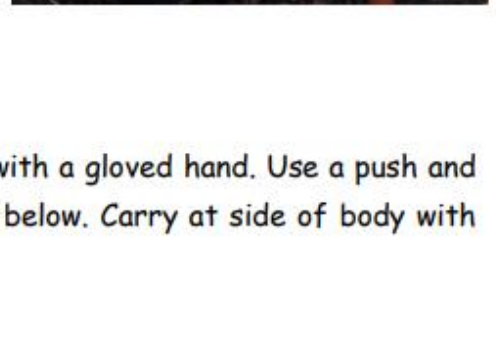 with a gloved hand. Use a push and
below. Carry at side of body with